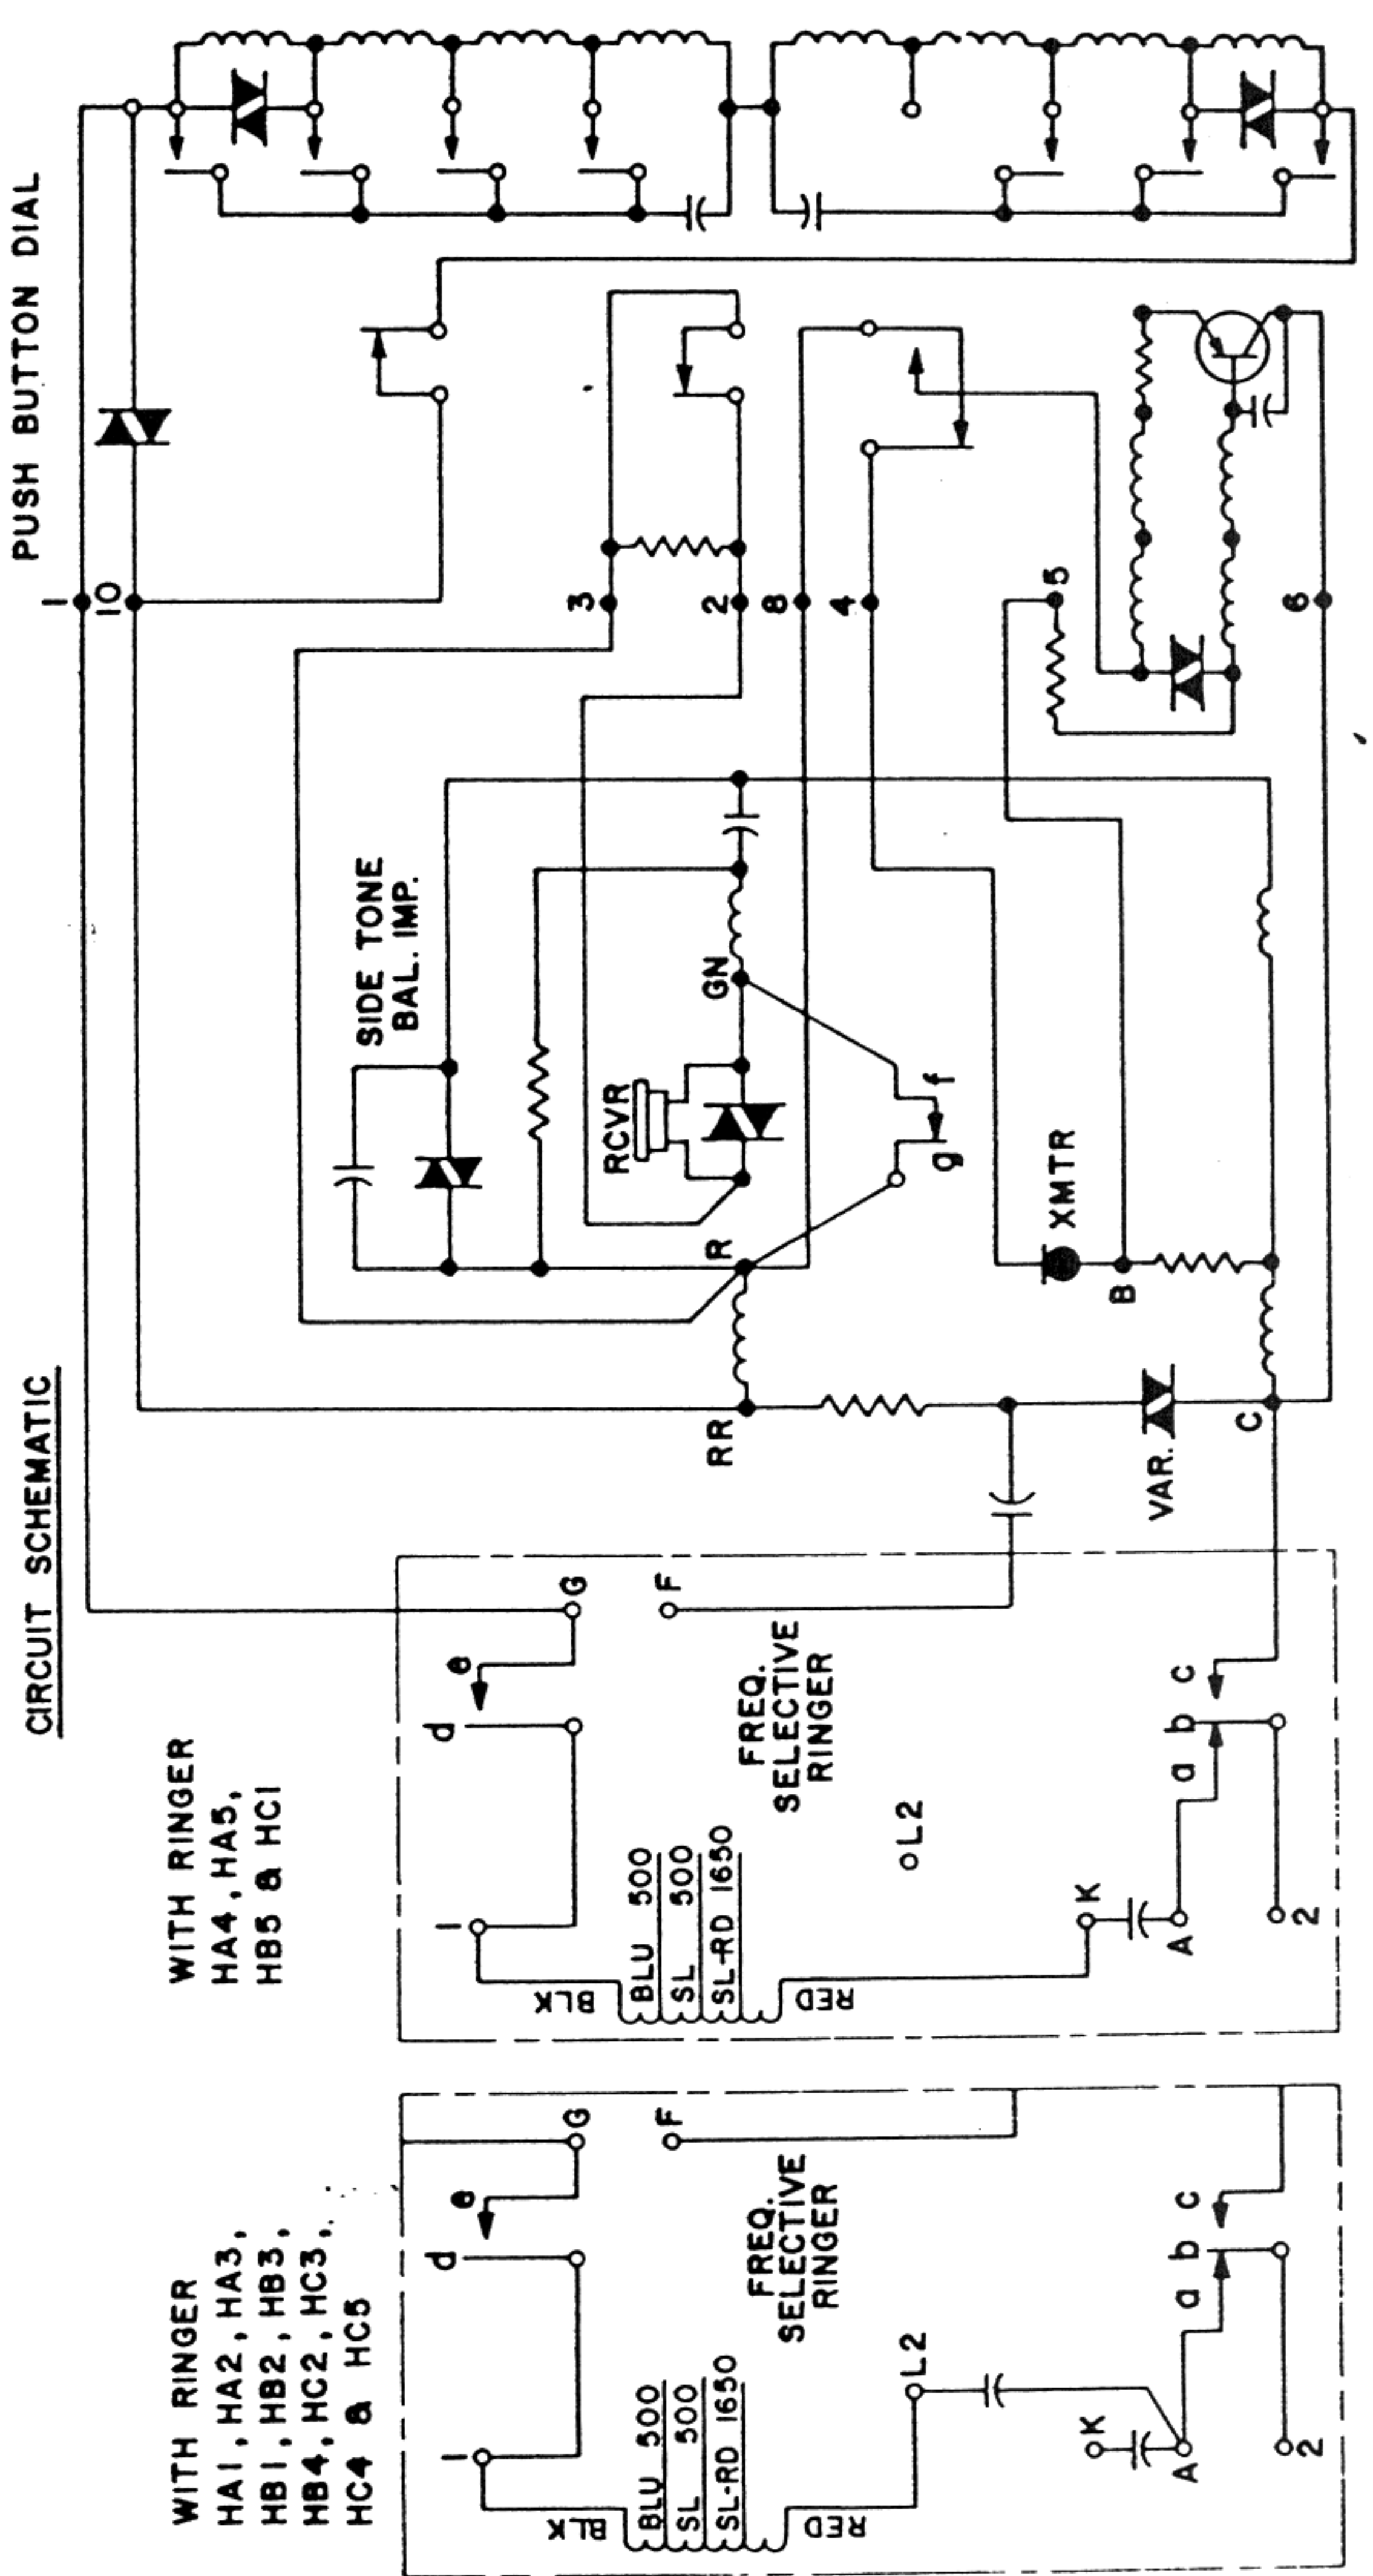 CIRCUIT SCHEMATIC
PUSH BUTTON DIAL
WITH RINGER
HA1, HA2, HA3,
HB1, HB2, HB3,
HB4, HC2, HC3,
HC4 & HC5
1
BLK
BLU 500
SL 500
SL-RD 1650
RED
d
e
G
F
FREQ.
SELECTIVE
RINGER
L2
K
A
a
b
c
2
WITH RINGER
HA4, HA5,
HB5 & HC1
1
BLK
BLU 500
SL 500
SL-RD 1650
RED
d
e
G
F
FREQ.
SELECTIVE
RINGER
L2
K
A
a
b
c
2
RR
VAR.
C
R
B
XMTR
g
f
RCVR
GN
SIDE TONE
BAL. IMP.
1
10
3
2
8
4
5
6